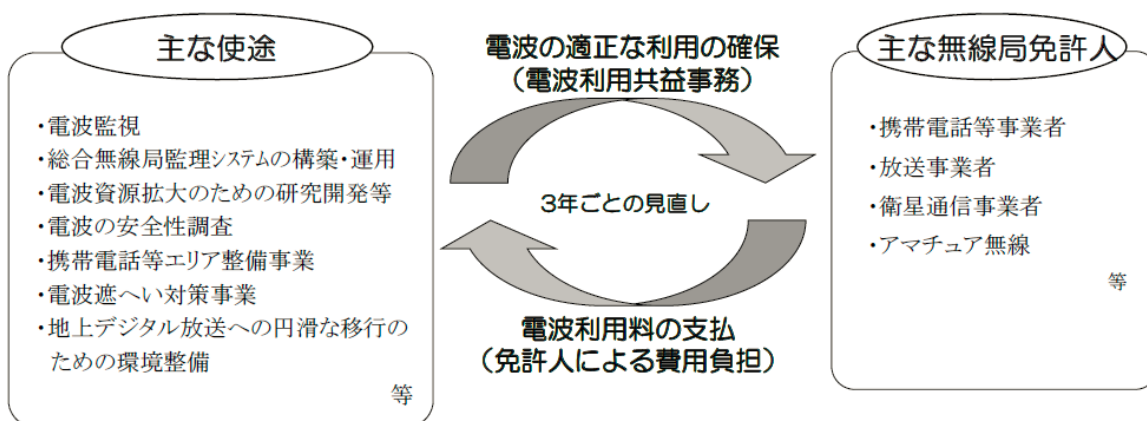 主な使途
・電波監視
・総合無線局監理システムの構築・運用
・電波資源拡大のための研究開発等
・電波の安全性調査
・携帯電話等エリア整備事業
・電波遮へい対策事業
・地上デジタル放送への円滑な移行の
ための環境整備
等
電波の適正な利用の確保
（電波利用共益事務）
3年ごとの見直し
電波利用料の支払
（免許人による費用負担）
主な無線局免許人
・携帯電話等事業者
・放送事業者
・衛星通信事業者
・アマチュア無線
等